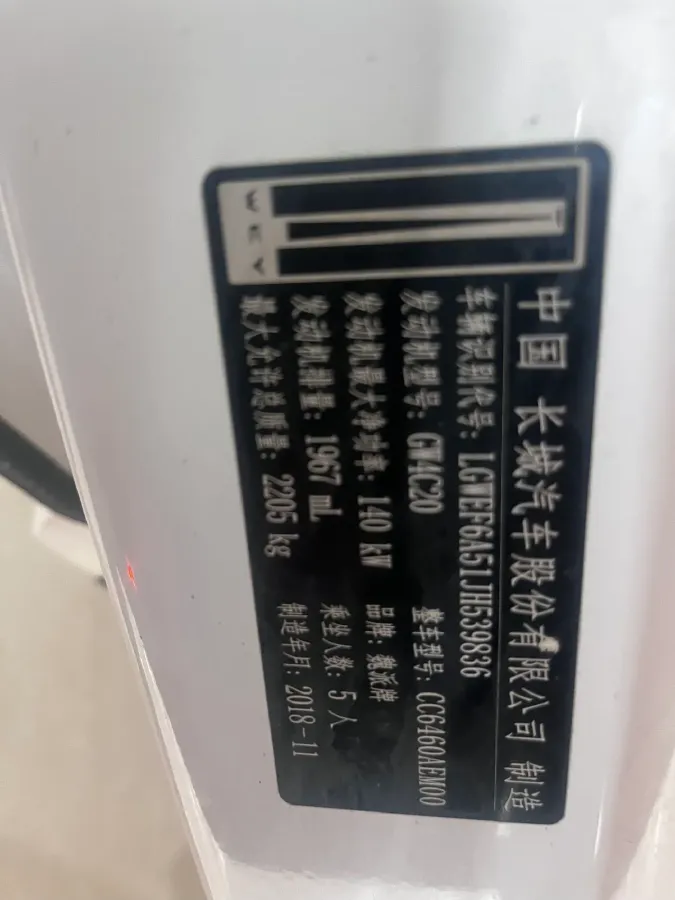 WEY
中国 长城汽车股份有限公司 制造
车辆识别代号: LGWEF6A51JH539836
发动机型号: GW4C20 整车型号: CC6460AEM00
发动机最大净功率: 140 kW 品牌: 魏派牌
发动机排量: 1967 mL 乘坐人数: 5 人
最大允许总质量: 2205 kg 制造年月: 2018-11